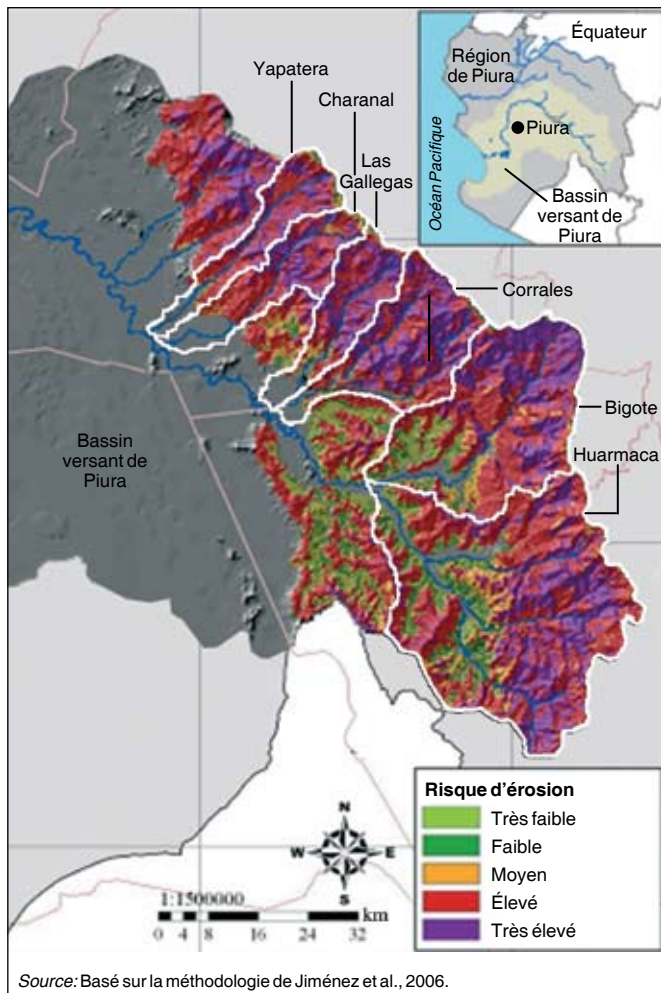 Équateur
Région
de Piura
Océan Pacifique
Piura
Bassin
versant de
Piura
Yapatera
Charanal
Las
Gallegas
Corrales
Bigote
Huarmaca
Bassin
versant de
Piura
Risque d'érosion
Très faible
Faible
Moyen
Élevé
Très élevé
N
W E
S
1:1500000
km
0 4 8 16 24 32
Source: Basé sur la méthodologie de Jiménez et al., 2006.